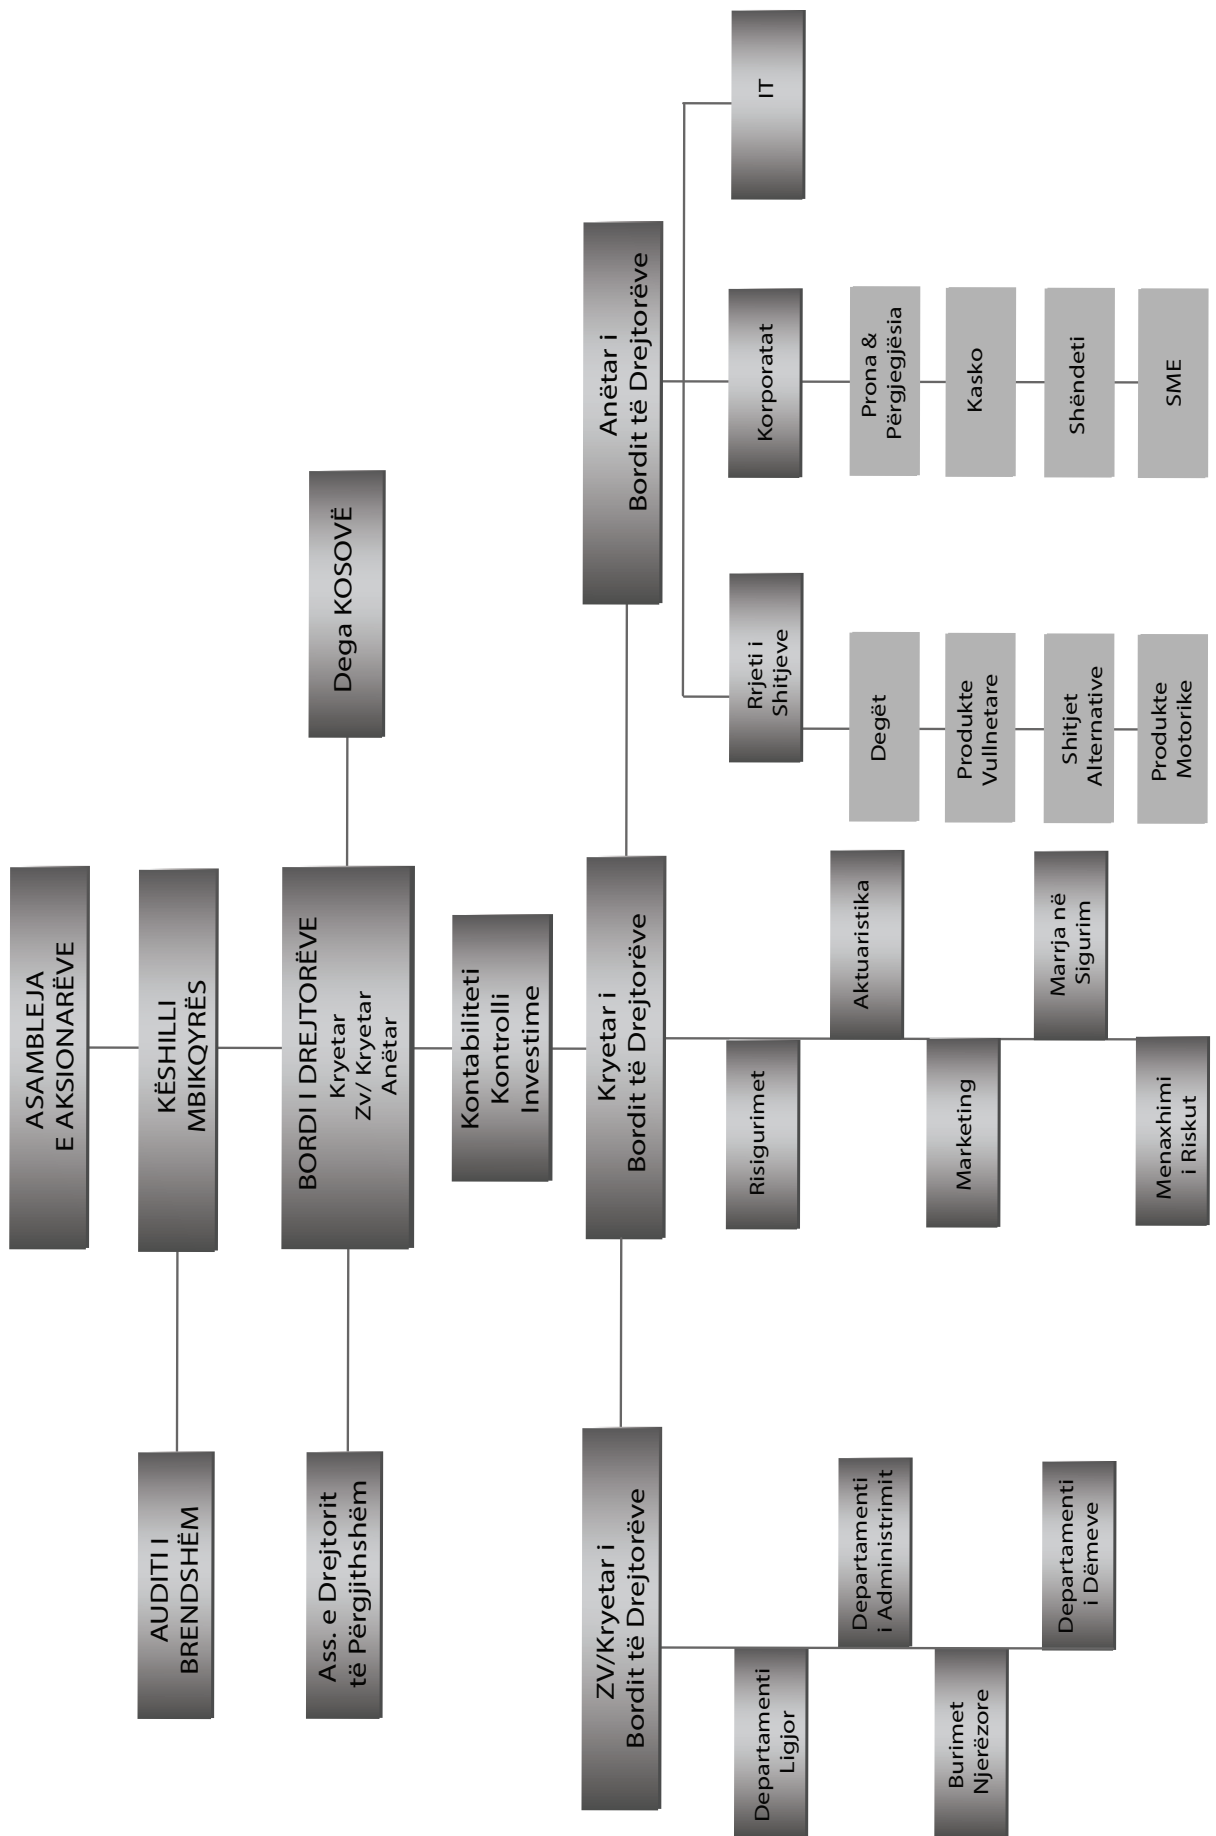 ASAMBLEJA
E AKSIONARËVE
KËSHILLI
MBIKQYRËS
AUDITI I
BRENDSHËM
BORDI I DREJTORËVE
Kryetar
Zv/ Kryetar
Anëtar
Ass. e Drejtorit
të Përgjithshëm
Dega KOSOVË
Kontabiliteti
Kontrolli
Investime
ZV/Kryetar i
Bordit të Drejtorëve
Kryetar i
Bordit të Drejtorëve
Anëtar i
Bordit të Drejtorëve
Departamenti
Ligjor
Departamenti
i Administrimit
Burimet
Njerëzore
Departamenti
i Dëmeve
Risigurimet
Aktuaristika
Marketing
Marrja në
Sigurim
Menaxhimi
i Riskut
Rrjeti i
Shitjeve
Degët
Produkte
Vullnetare
Shitjet
Alternative
Produkte
Motorike
Korporatat
Prona &
Përgjegjësia
Kasko
Shëndeti
SME
IT